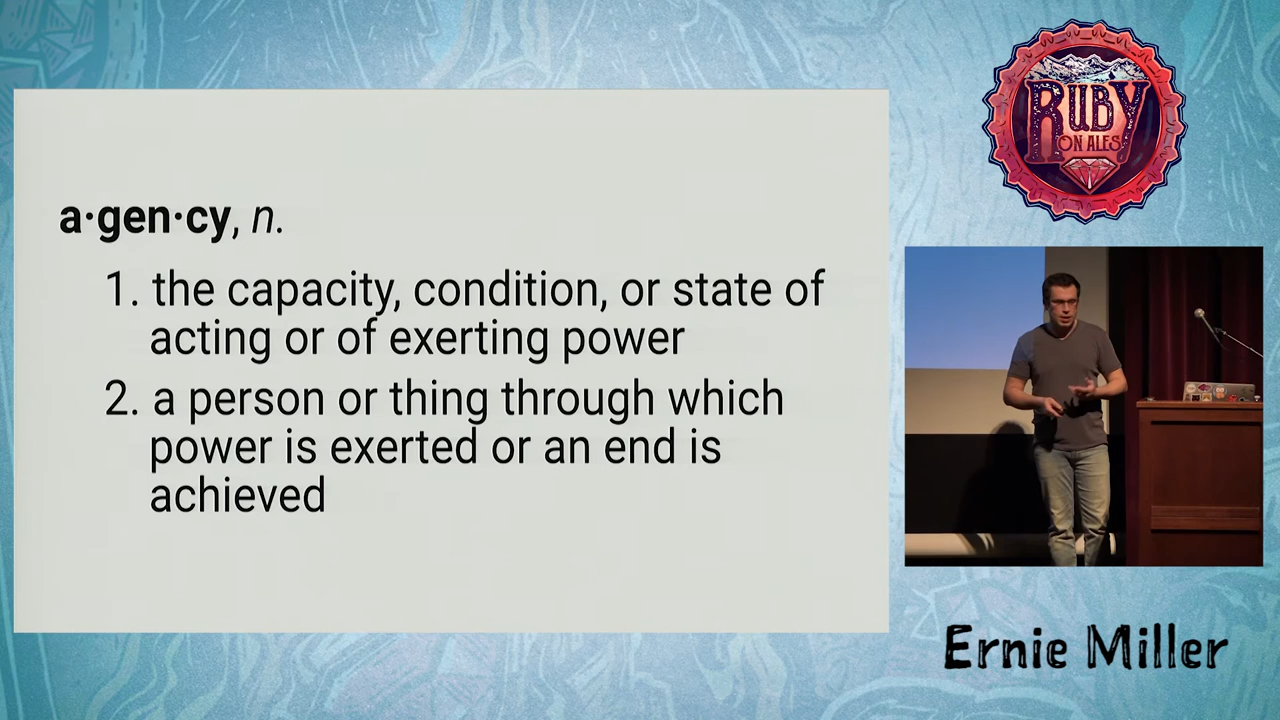 a·gen·cy, n.
1. the capacity, condition, or state of
acting or of exerting power
2. a person or thing through which
power is exerted or an end is
achieved
RUBY
ON ALES
Ernie Miller